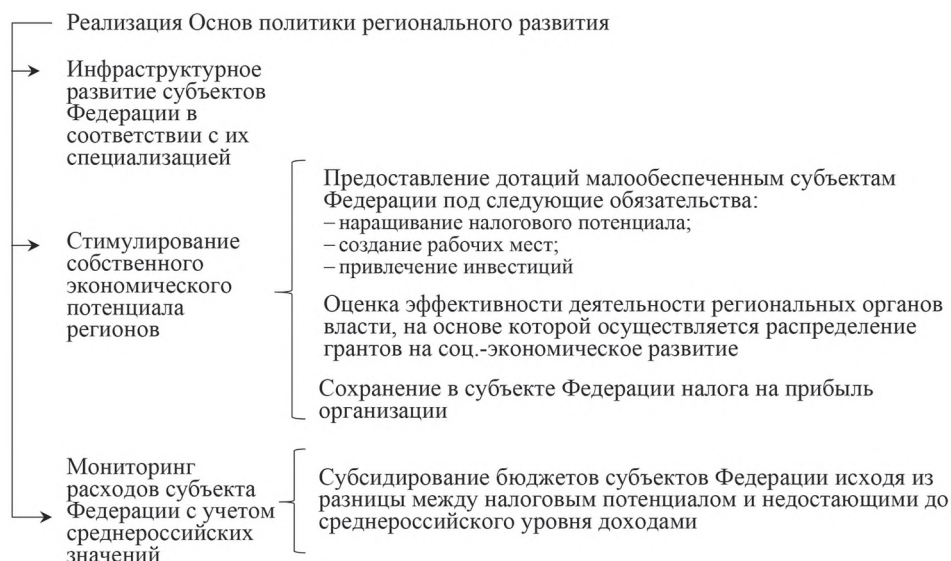 Реализация Основ политики регионального развития
Инфраструктурное
развитие субъектов
Федерации в
соответствии с их
специализацией
Стимулирование
собственного
экономического
потенциала
регионов
Предоставление дотаций малообеспеченным субъектам
Федерации под следующие обязательства:
– наращивание налогового потенциала;
– создание рабочих мест;
– привлечение инвестиций
Оценка эффективности деятельности региональных органов
власти, на основе которой осуществляется распределение
грантов на соц.-экономическое развитие
Сохранение в субъекте Федерации налога на прибыль
организации
Мониторинг
расходов субъекта
Федерации с учетом
среднероссийских
значений
Субсидирование бюджетов субъектов Федерации исходя из
разницы между налоговым потенциалом и недостающими до
среднероссийского уровня доходами